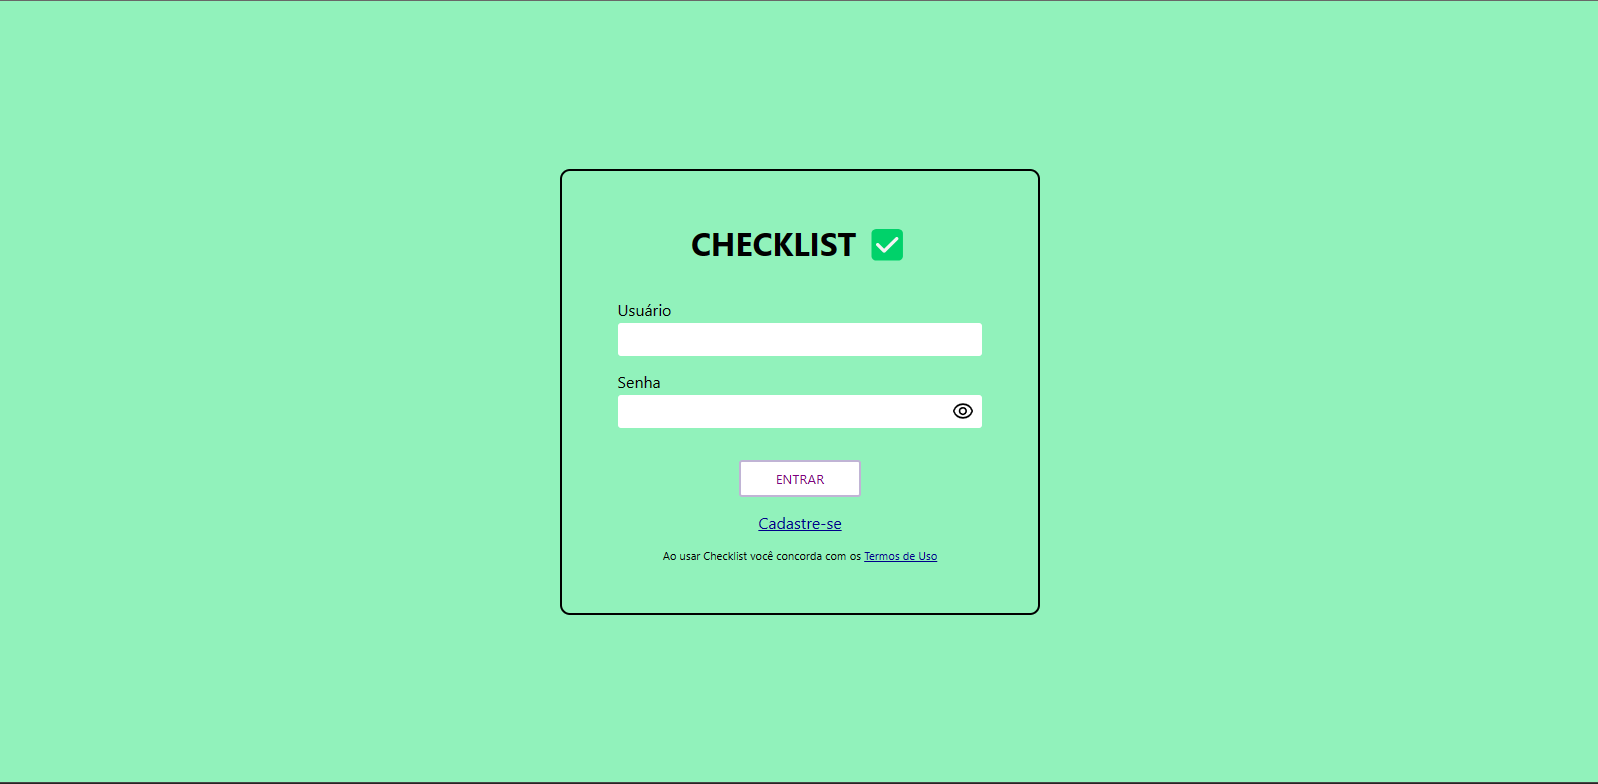 CHECKLIST ✅
Usuário
Senha
ENTRAR
Cadastre-se
Ao usar Checklist você concorda com os Termos de Uso